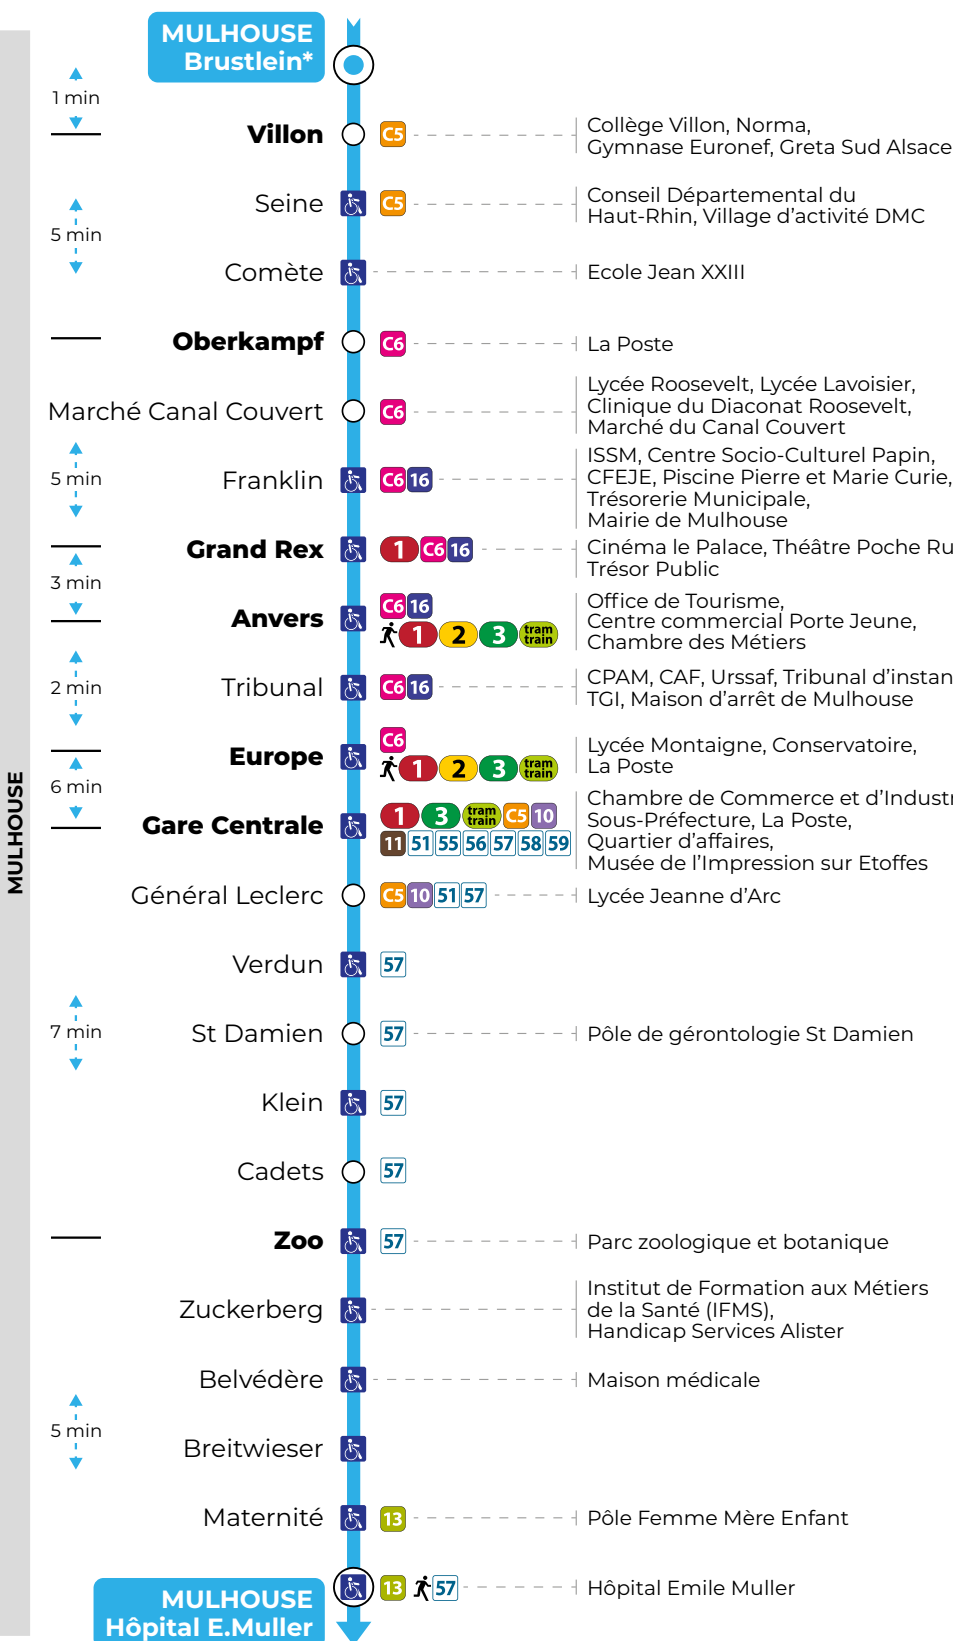 MULHOUSE
Brustlein*
1 min
Villon
C5
Collège Villon, Norma,
Gymnase Euronef, Greta Sud Alsace
Seine
C5
Conseil Départemental du
Haut-Rhin, Village d'activité DMC
5 min
Comète
Ecole Jean XXIII
Oberkampf
C6
La Poste
Marché Canal Couvert
C6
Lycée Roosevelt, Lycée Lavoisier,
Clinique du Diaconat Roosevelt,
Marché du Canal Couvert
5 min
Franklin
C6 16
ISSM, Centre Socio-Culturel Papin,
CFEJE, Piscine Pierre et Marie Curie,
Trésorerie Municipale,
Mairie de Mulhouse
Grand Rex
1 C6 16
Cinéma le Palace, Théâtre Poche Ru
Trésor Public
3 min
Anvers
C6 16
1 2 3 tram train
Office de Tourisme,
Centre commercial Porte Jeune,
Chambre des Métiers
2 min
Tribunal
C6 16
CPAM, CAF, Urssaf, Tribunal d'instan
TGI, Maison d'arrêt de Mulhouse
Europe
C6
1 2 3 tram train
Lycée Montaigne, Conservatoire,
La Poste
6 min
Gare Centrale
1 3 tram train C5 10
11 51 55 56 57 58 59
Chambre de Commerce et d'Industr
Sous-Préfecture, La Poste,
Quartier d'affaires,
Musée de l'Impression sur Etoffes
MULHOUSE
Général Leclerc
C5 10 51 57
Lycée Jeanne d'Arc
Verdun
57
7 min
St Damien
57
Pôle de gérontologie St Damien
Klein
57
Cadets
57
Zoo
57
Parc zoologique et botanique
Zuckerberg
Institut de Formation aux Métiers
de la Santé (IFMS),
Handicap Services Alister
Belvédère
Maison médicale
5 min
Breitwieser
Maternité
13
Pôle Femme Mère Enfant
MULHOUSE
Hôpital E.Muller
13 57
Hôpital Emile Muller